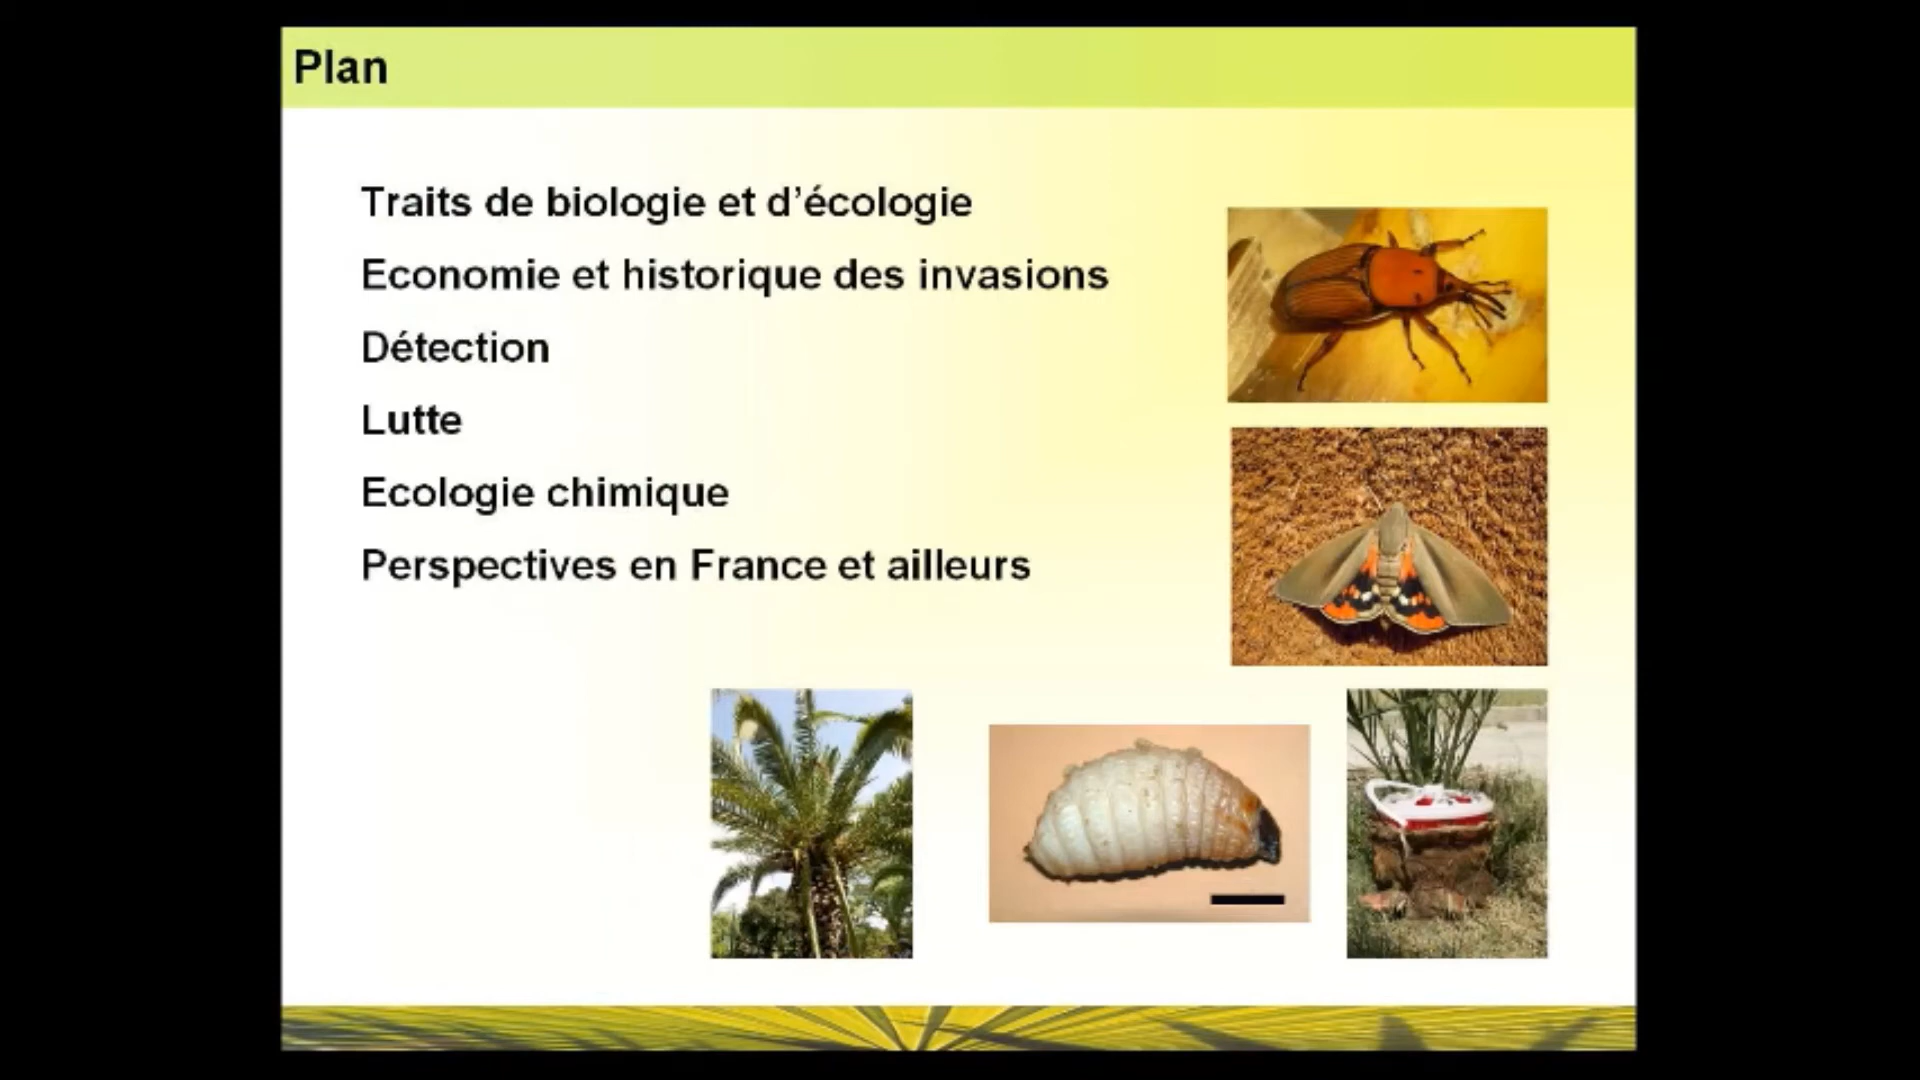 Plan
Traits de biologie et d’écologie
Economie et historique des invasions
Détection
Lutte
Ecologie chimique
Perspectives en France et ailleurs